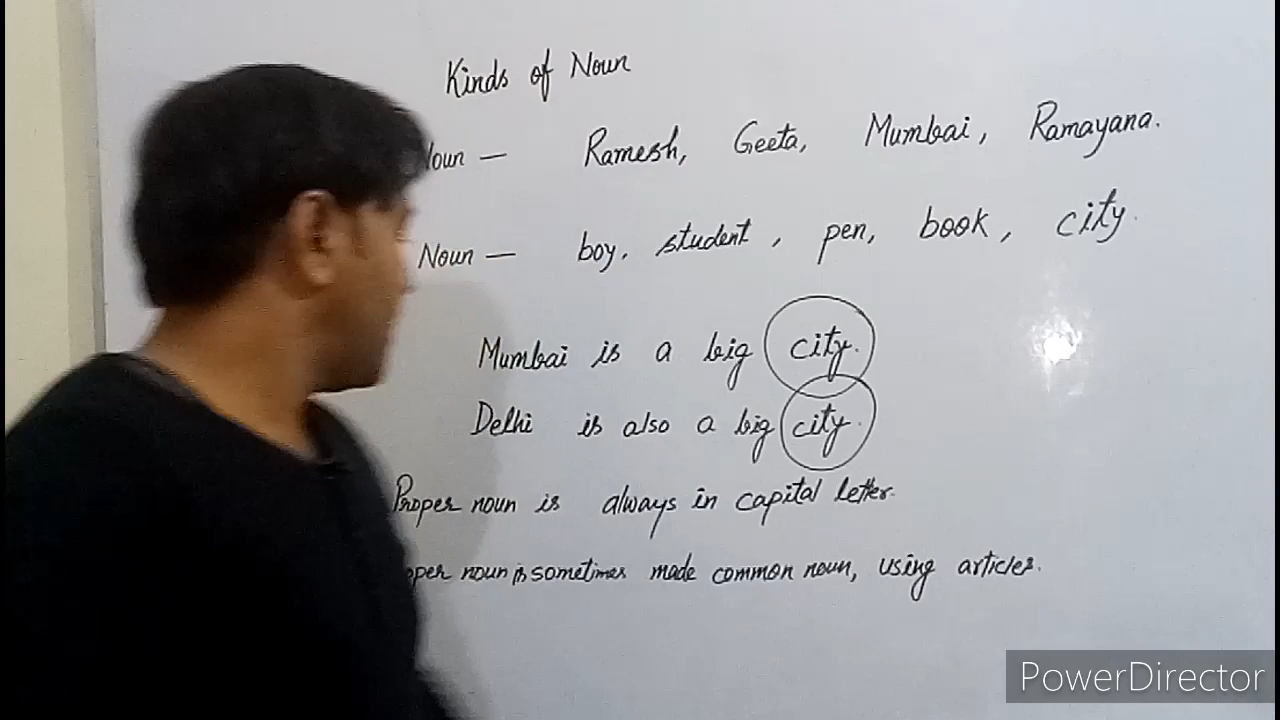 Kinds of Noun
Noun — Ramesh, Geeta, Mumbai, Ramayana.
Noun — boy, student, pen, book, city.
Mumbai is a big city.
Delhi is also a big city.
Proper noun is always in capital letter.
noun is sometimes made common noun, using articles.
PowerDirector